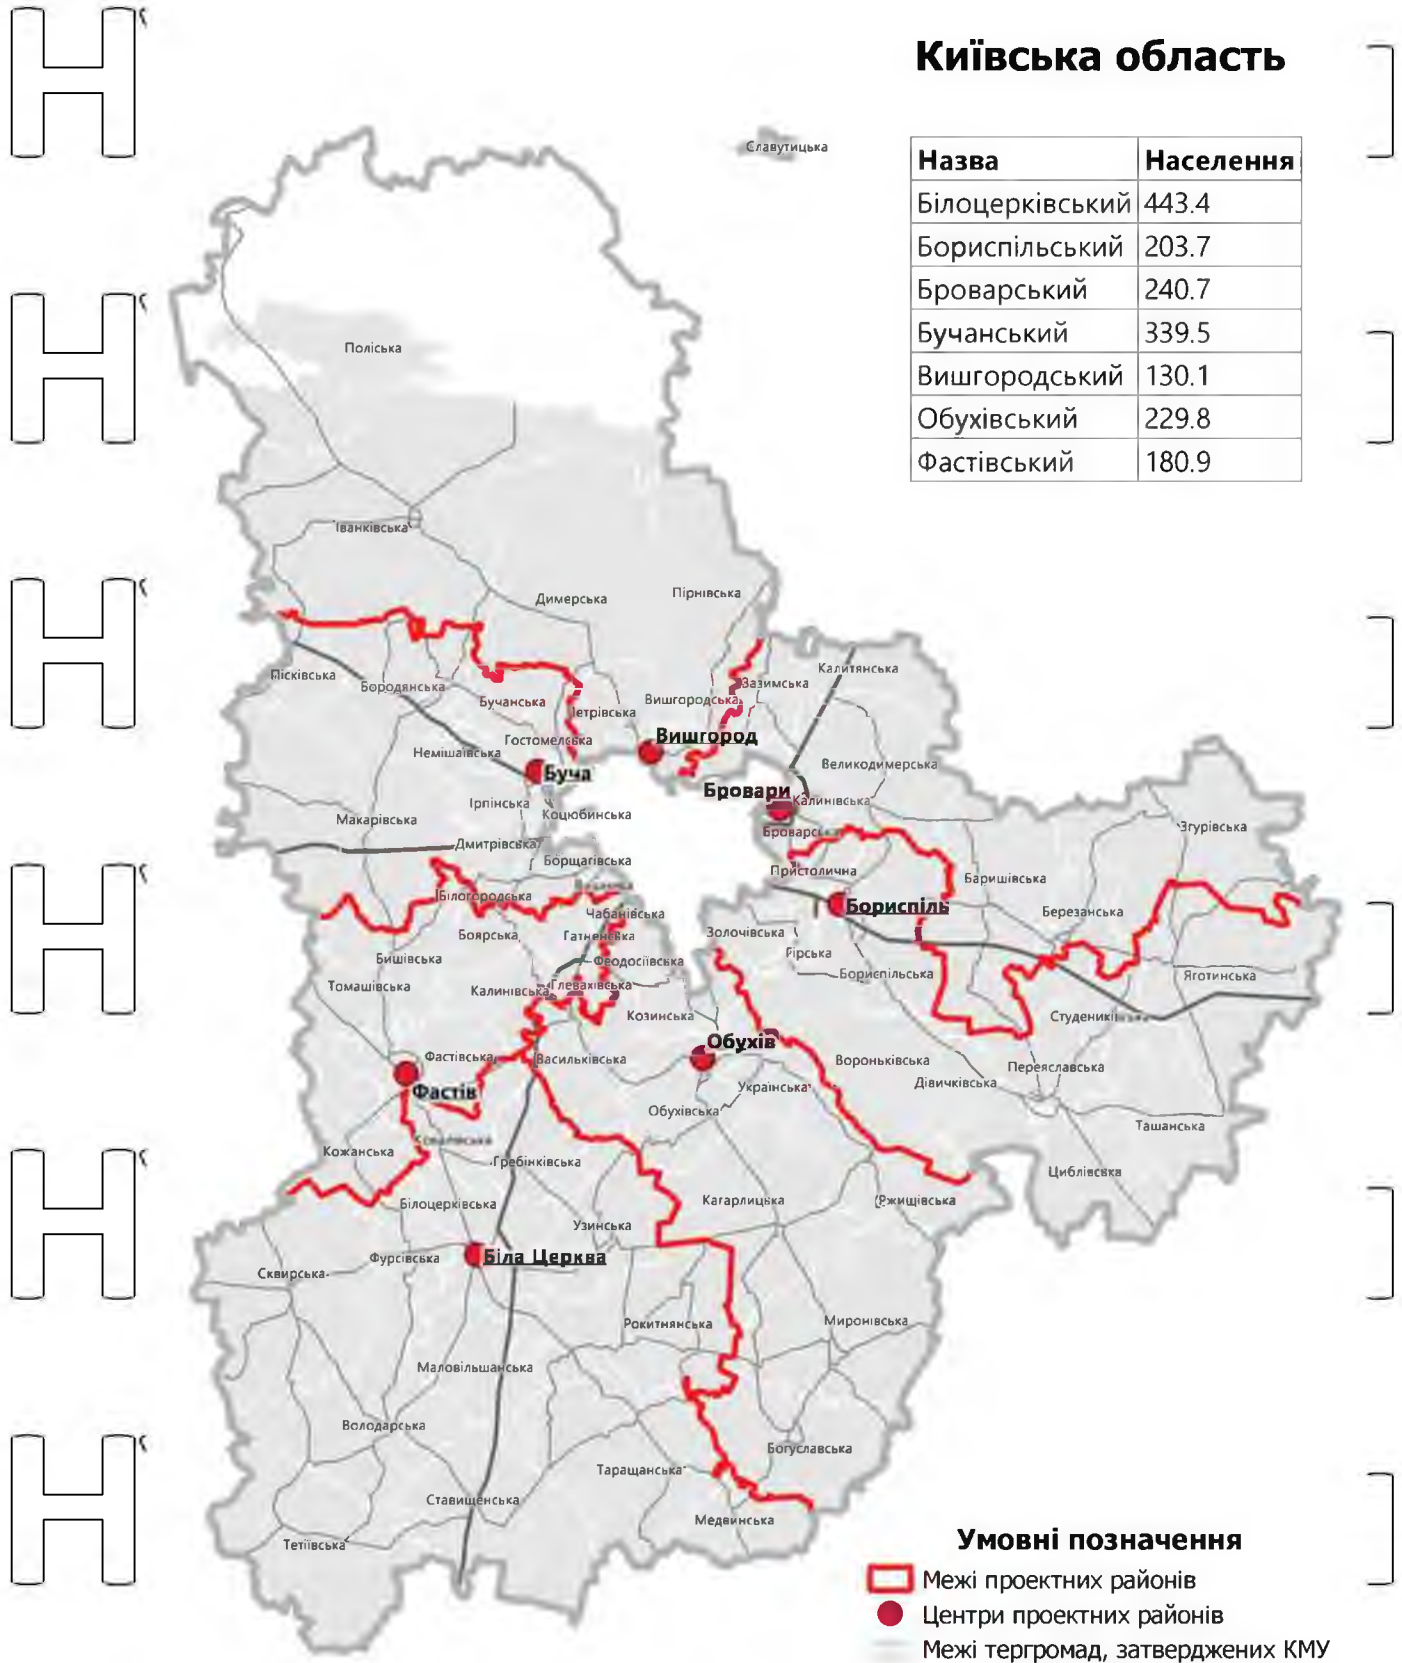 Київська область
Славутицька
Назва Населення
Білоцерківський 443.4
Бориспільський 203.7
Броварський 240.7
Бучанський 339.5
Вишгородський 130.1
Обухівський 229.8
Фастівський 180.9
Поліська
Іванківська
Димерська
Пірнівська
Пісківська
Бородянська
Бучанська
Петрівська
Вишгородська
Зазимська
Калитянська
Гостомельська
Немішаївська
Вишгород
Буча
Великодимерська
Бровари
Калинівська
Ірпінська
Коцюбинська
Макарівська
Броварська
Згурівська
Дмитрівська
Борщагівська
Пристолична
Баришівська
Білогородська
Бориспіль
Чабанівська
Березанська
Боярська
Гатненська
Золочівська
Гірська
Бишівська
Феодосіївська
Бориспільська
Яготинська
Томашівська
Калинівська
Глевахівська
Козинська
Студениківська
Обухів
Фастівська
Васильківська
Вороньківська
Переяславська
Дівичківська
Фастів
Українська
Обухівська
Ташанська
Ковалівська
Кожанська
Гребінківська
Циблівська
Білоцерківська
Кагарлицька
Ржищівська
Узинська
Фурсівська
Біла Церква
Сквирська
Рокитнянська
Миронівська
Маловільшанська
Володарська
Богуславська
Таращанська
Ставищенська
Медвинська
Тетіївська
Умовні позначення
Межі проектних районів
Центри проектних районів
Межі тергромад, затверджених КМУ